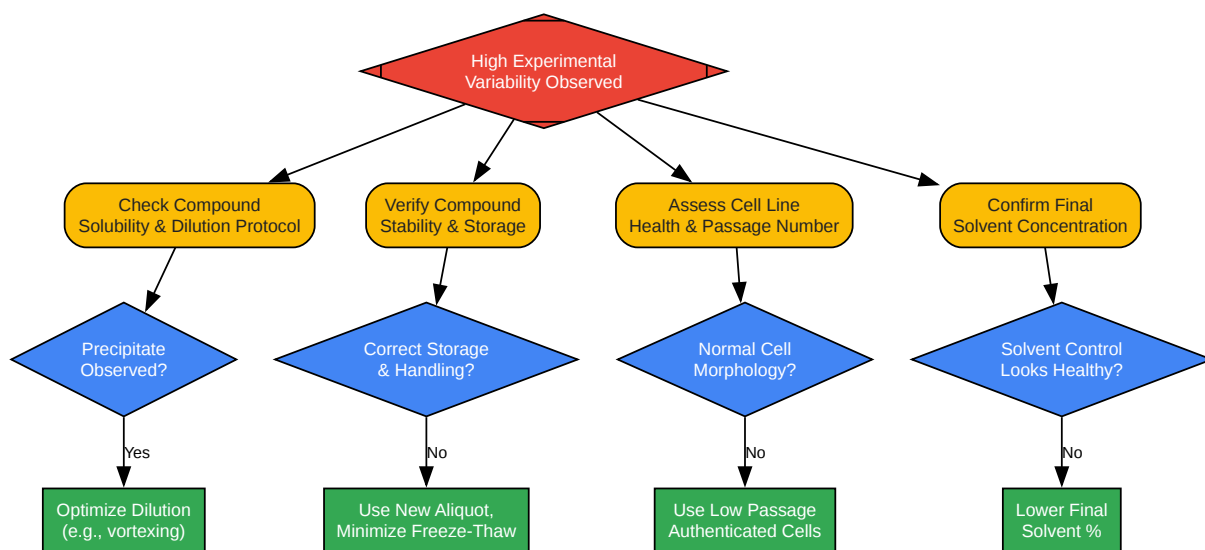 High Experimental
Variability Observed
Check Compound
Solubility & Dilution Protocol
Verify Compound
Stability & Storage
Assess Cell Line
Health & Passage Number
Confirm Final
Solvent Concentration
Precipitate
Observed?
Correct Storage
& Handling?
Normal Cell
Morphology?
Solvent Control
Looks Healthy?
Yes
No
No
No
Optimize Dilution
(e.g., vortexing)
Use New Aliquot,
Minimize Freeze-Thaw
Use Low Passage
Authenticated Cells
Lower Final
Solvent %